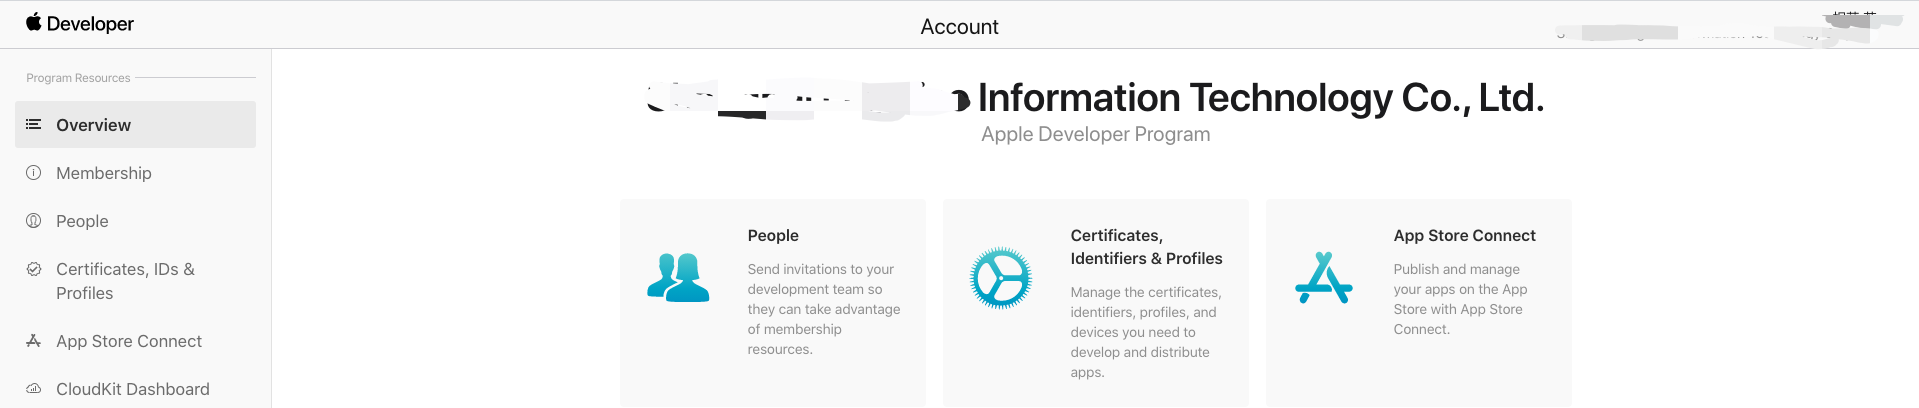 Developer
Account
Program Resources
Overview
Membership
People
Certificates, IDs &
Profiles
App Store Connect
CloudKit Dashboard
Information Technology Co., Ltd.
Apple Developer Program
People
Send invitations to your
development team so
they can take advantage
of membership
resources.
Certificates,
Identifiers & Profiles
Manage the certificates,
identifiers, profiles, and
devices you need to
develop and distribute
apps.
App Store Connect
Publish and manage
your apps on the App
Store with App Store
Connect.